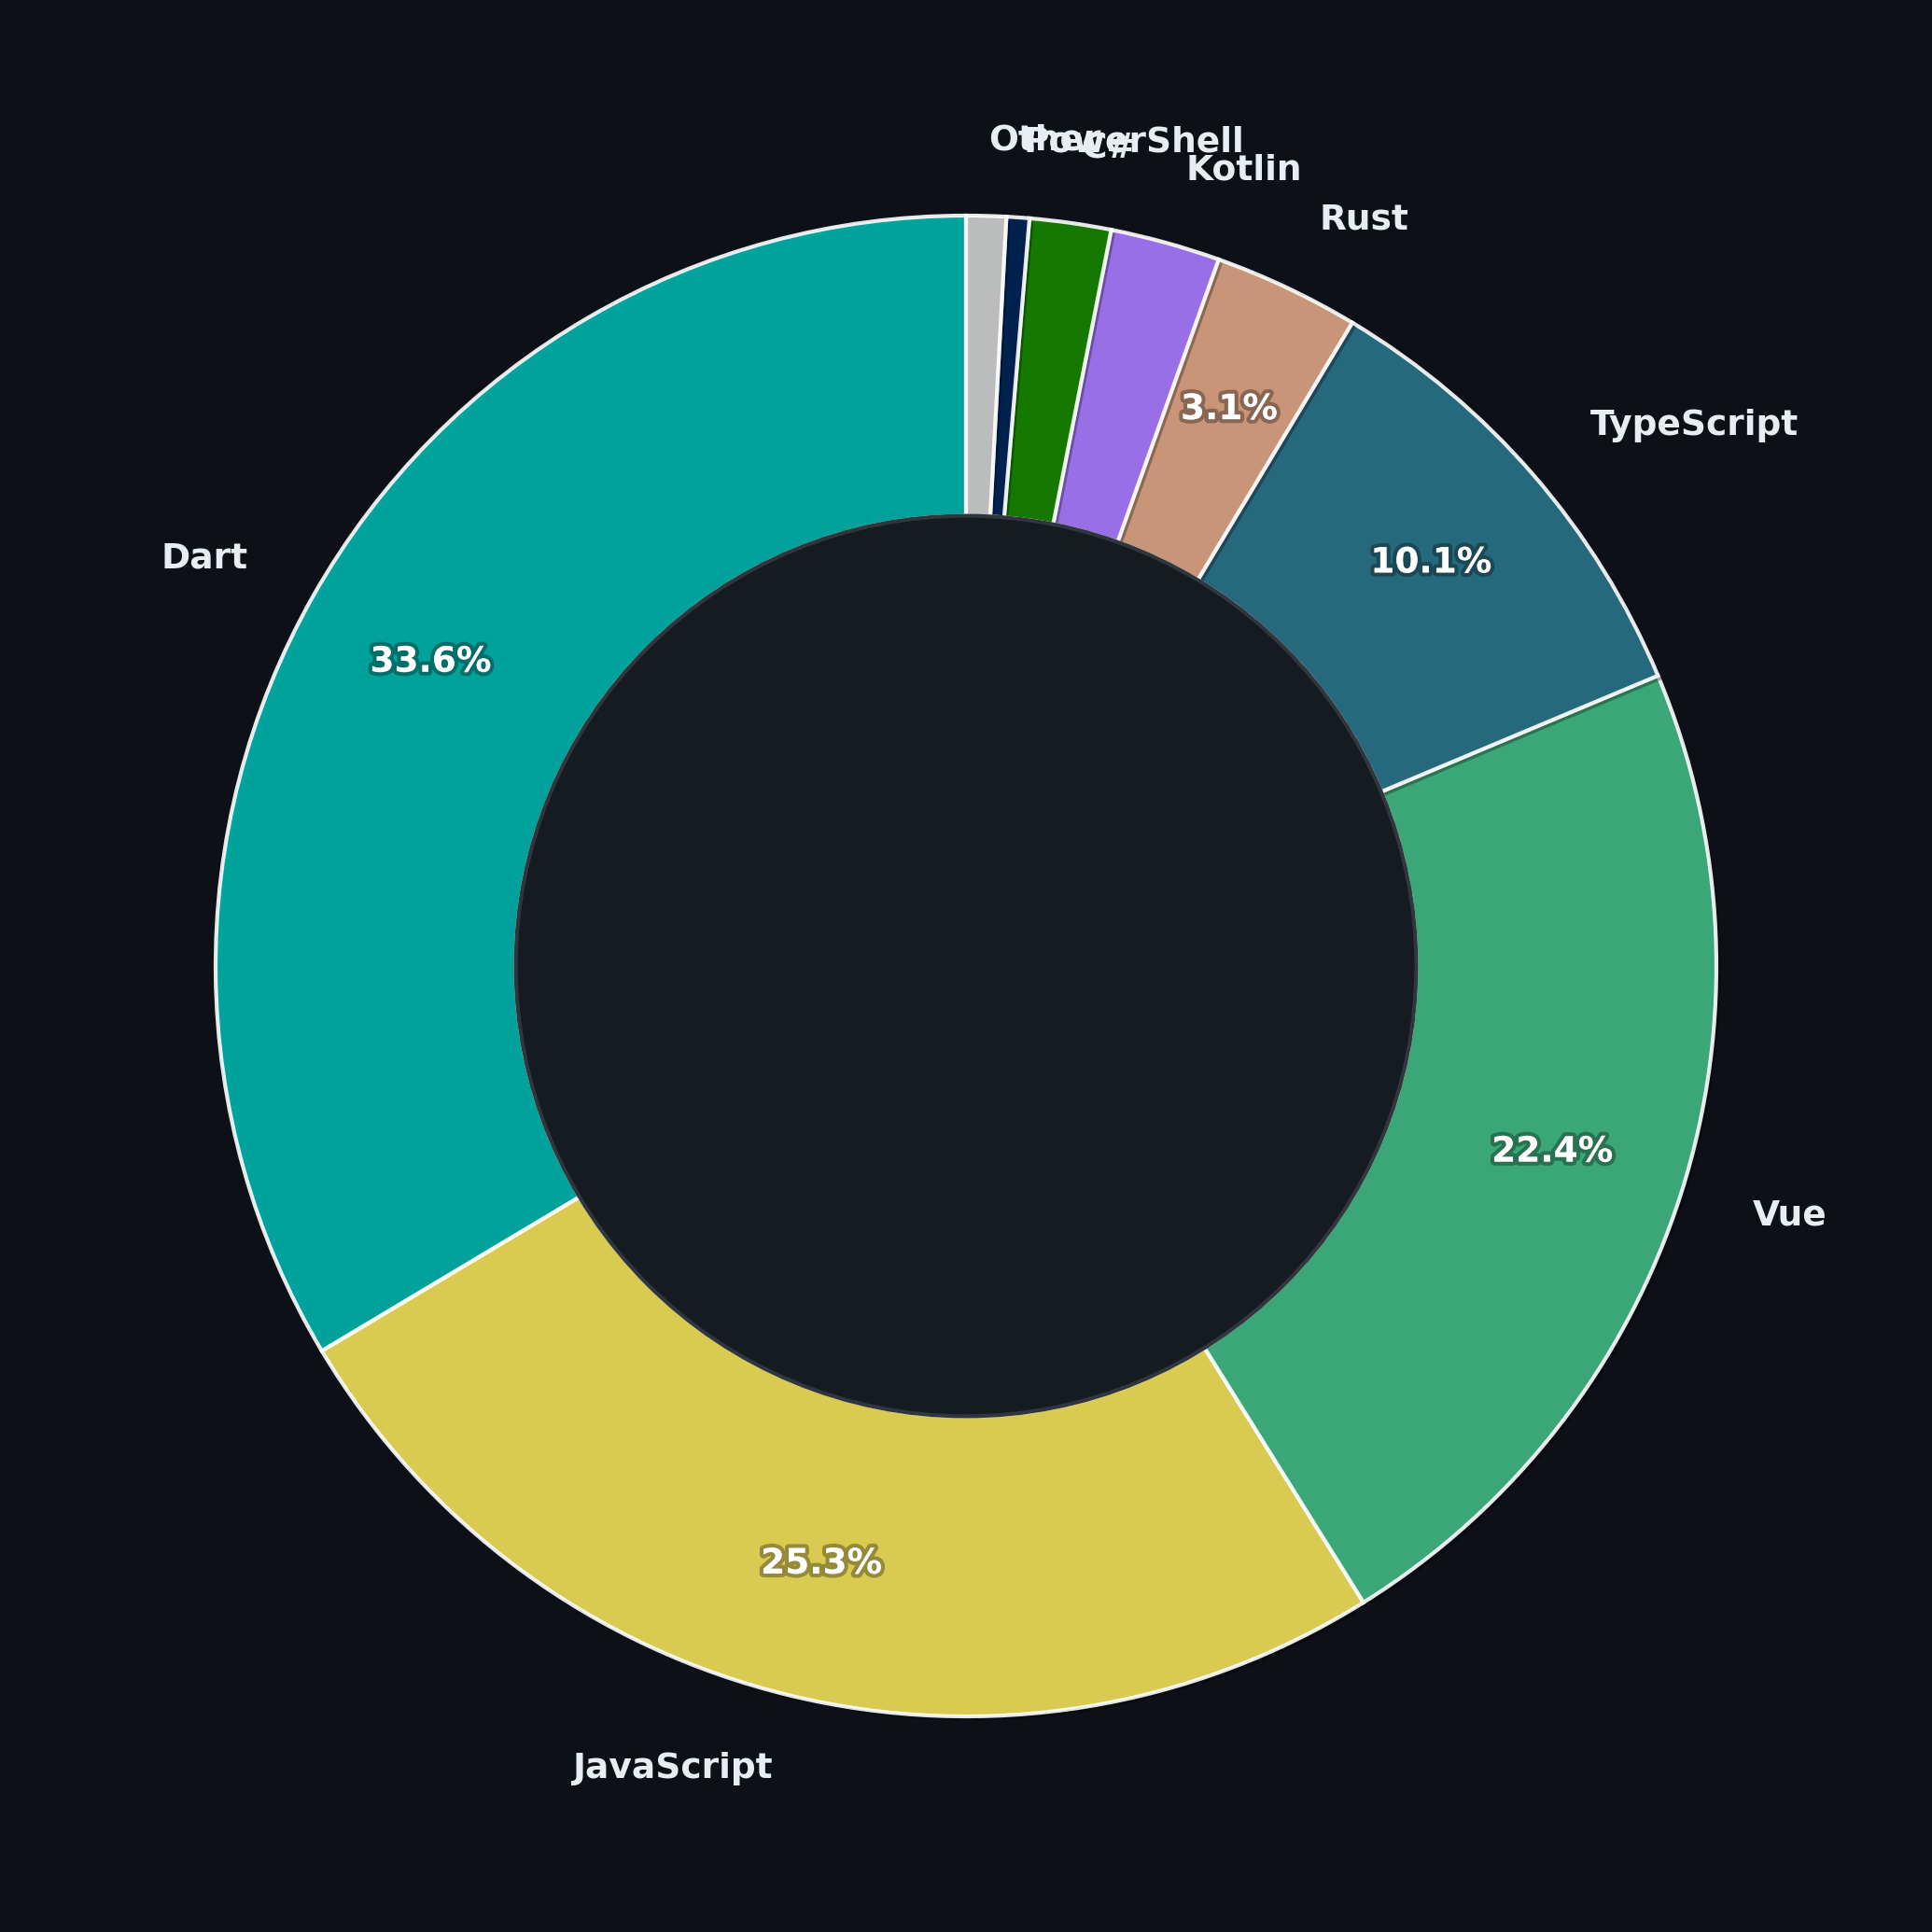 Other
PowerShell
C#
Kotlin
Rust
3.1%
TypeScript
10.1%
Dart
33.6%
22.4%
Vue
25.3%
JavaScript